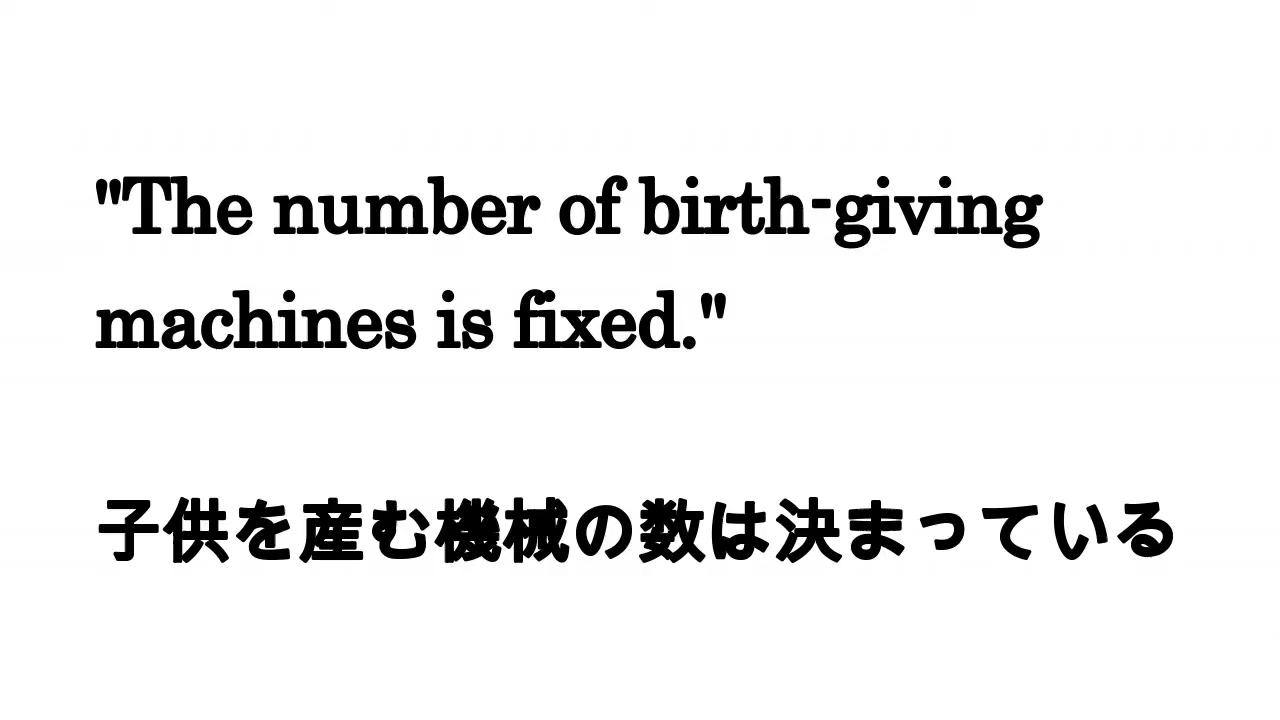 "The number of birth-giving
machines is fixed."
子供を産む機械の数は決まっている